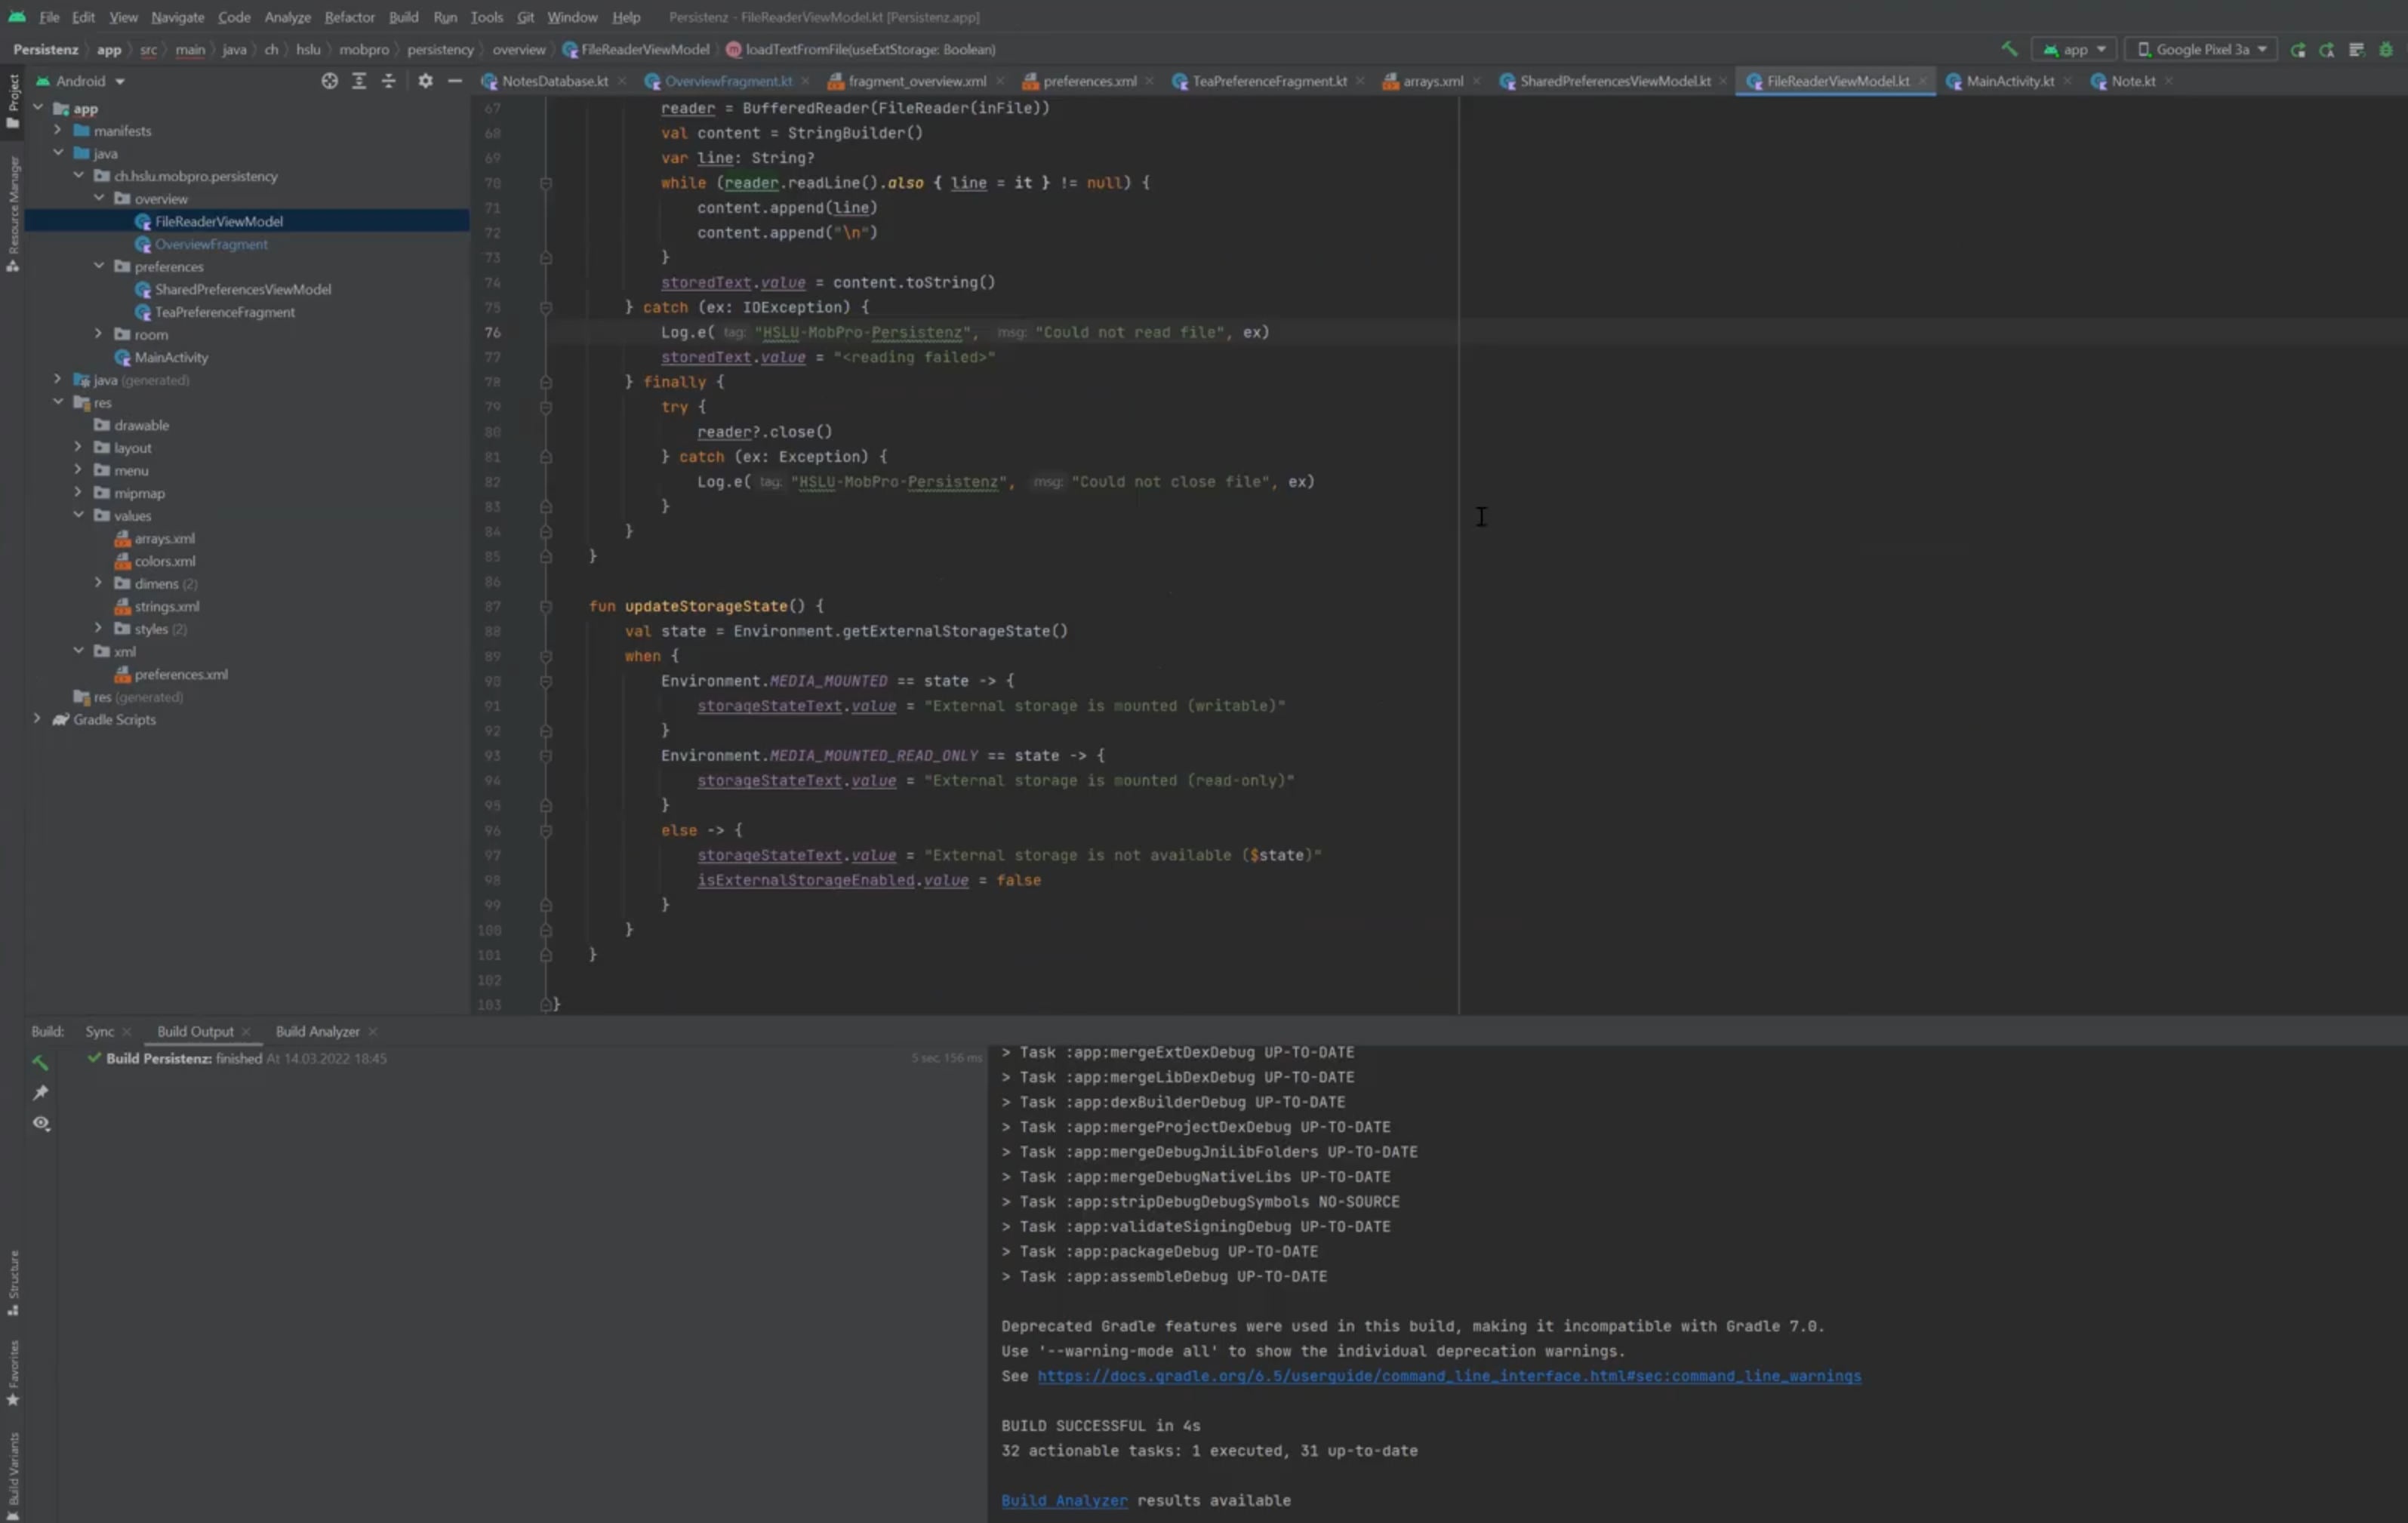 File Edit View Navigate Code Analyze Refactor Build Run Tools Git Window Help Persistenz - FileReaderViewModel.kt [Persistenz.app]
Persistenz app src main java ch hslu mobpro persistency overview FileReaderViewModel loadTextFromFile(useExtStorage: Boolean) app Google Pixel 3a
Android
NotesDatabase.kt OverviewFragment.kt fragment_overview.xml preferences.xml TeaPreferenceFragment.kt arrays.xml SharedPreferencesViewModel.kt FileReaderViewModel.kt MainActivity.kt Note.kt
Project
Resource Manager
Structure
Favorites
Build Variants
app
manifests
java
ch.hslu.mobpro.persistency
overview
FileReaderViewModel
OverviewFragment
preferences
SharedPreferencesViewModel
TeaPreferenceFragment
room
MainActivity
java (generated)
res
drawable
layout
menu
mipmap
values
arrays.xml
colors.xml
dimens (2)
strings.xml
styles (2)
xml
preferences.xml
res (generated)
Gradle Scripts
67 reader = BufferedReader(FileReader(inFile))
68 val content = StringBuilder()
69 var line: String?
70 while (reader.readLine().also { line = it } != null) {
71 content.append(line)
72 content.append("\n")
73 }
74 storedText.value = content.toString()
75 } catch (ex: IOException) {
76 Log.e( tag: "HSLU-MobPro-Persistenz", msg: "Could not read file", ex)
77 storedText.value = "<reading failed>"
78 } finally {
79 try {
80 reader?.close()
81 } catch (ex: Exception) {
82 Log.e( tag: "HSLU-MobPro-Persistenz", msg: "Could not close file", ex)
83 }
84 }
85 }
86
87 fun updateStorageState() {
88 val state = Environment.getExternalStorageState()
89 when {
90 Environment.MEDIA_MOUNTED == state -> {
91 storageStateText.value = "External storage is mounted (writable)"
92 }
93 Environment.MEDIA_MOUNTED_READ_ONLY == state -> {
94 storageStateText.value = "External storage is mounted (read-only)"
95 }
96 else -> {
97 storageStateText.value = "External storage is not available ($state)"
98 isExternalStorageEnabled.value = false
99 }
100 }
101 }
102
103 }
Build: Sync Build Output Build Analyzer
Build Persistenz: finished At 14.03.2022 18:45 5 sec, 156 ms
> Task :app:mergeExtDexDebug UP-TO-DATE
> Task :app:mergeLibDexDebug UP-TO-DATE
> Task :app:dexBuilderDebug UP-TO-DATE
> Task :app:mergeProjectDexDebug UP-TO-DATE
> Task :app:mergeDebugJniLibFolders UP-TO-DATE
> Task :app:mergeDebugNativeLibs UP-TO-DATE
> Task :app:stripDebugDebugSymbols NO-SOURCE
> Task :app:validateSigningDebug UP-TO-DATE
> Task :app:packageDebug UP-TO-DATE
> Task :app:assembleDebug UP-TO-DATE
Deprecated Gradle features were used in this build, making it incompatible with Gradle 7.0.
Use '--warning-mode all' to show the individual deprecation warnings.
See https://docs.gradle.org/6.5/userguide/command_line_interface.html#sec:command_line_warnings
BUILD SUCCESSFUL in 4s
32 actionable tasks: 1 executed, 31 up-to-date
Build Analyzer results available